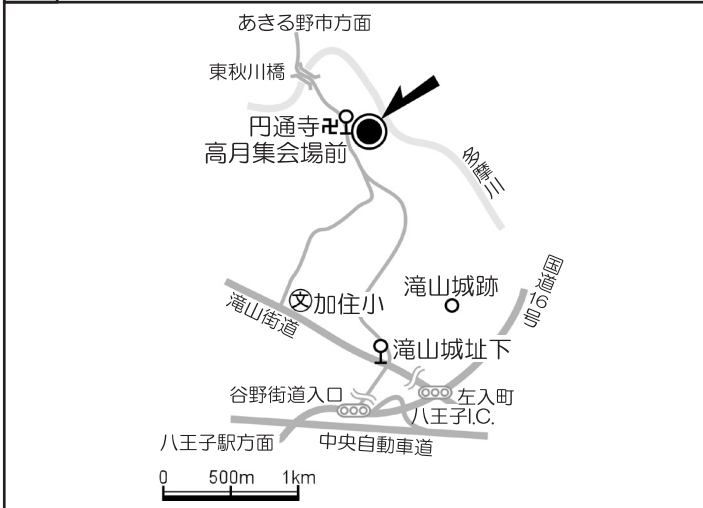 あきる野市方面
東秋川橋
円通寺卍
高月集会場前
多摩川
国道16号
滝山城跡
文加住小
滝山街道
滝山城址下
谷野街道入口
左入町
八王子I.C.
八王子駅方面
中央自動車道
0 500m 1km